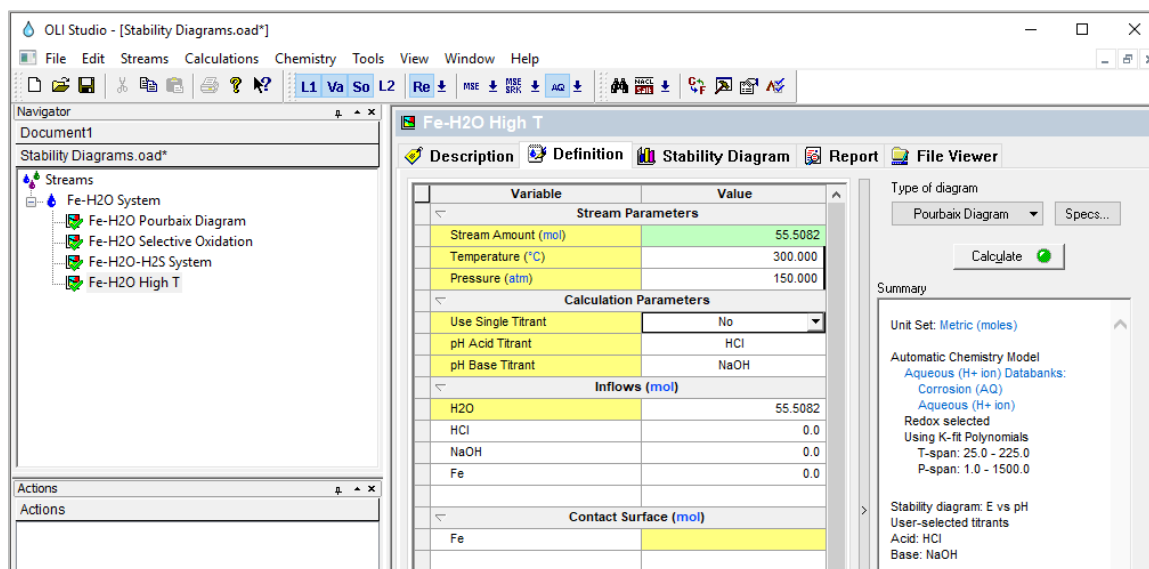 OLI Studio - [Stability Diagrams.oad*]
File Edit Streams Calculations Chemistry Tools View Window Help
L1 Va So L2 Re MSE MSE SRK AQ NACL
Navigator
Document1
Stability Diagrams.oad*
Streams
Fe-H2O System
Fe-H2O Pourbaix Diagram
Fe-H2O Selective Oxidation
Fe-H2O-H2S System
Fe-H2O High T
Actions
Actions
Fe-H2O High T
Description Definition Stability Diagram Report File Viewer
Variable Value
Stream Parameters
Stream Amount (mol) 55.5082
Temperature (°C) 300.000
Pressure (atm) 150.000
Calculation Parameters
Use Single Titrant No
pH Acid Titrant HCl
pH Base Titrant NaOH
Inflows (mol)
H2O 55.5082
HCl 0.0
NaOH 0.0
Fe 0.0
Contact Surface (mol)
Fe
Type of diagram
Pourbaix Diagram Specs...
Calculate
Summary
Unit Set: Metric (moles)
Automatic Chemistry Model
Aqueous (H+ ion) Databanks:
Corrosion (AQ)
Aqueous (H+ ion)
Redox selected
Using K-fit Polynomials
T-span: 25.0 - 225.0
P-span: 1.0 - 1500.0
Stability diagram: E vs pH
User-selected titrants
Acid: HCl
Base: NaOH